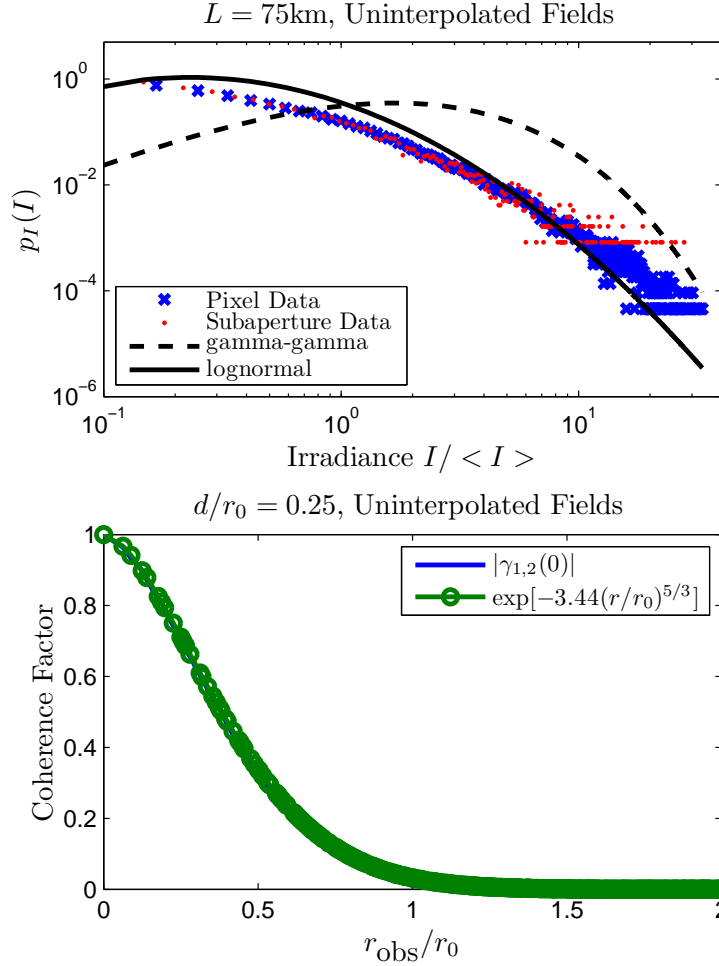 L = 75km, Uninterpolated Fields
10^0
10^-2
10^-4
10^-6
p_I(I)
Pixel Data
Subaperture Data
gamma-gamma
lognormal
10^-1
10^0
10^1
Irradiance I/ < I >
d/r_0 = 0.25, Uninterpolated Fields
1
0.8
0.6
0.4
0.2
0
Coherence Factor
|γ_{1,2}(0)|
exp[−3.44(r/r_0)^{5/3}]
0
0.5
1
1.5
2
r_obs/r_0